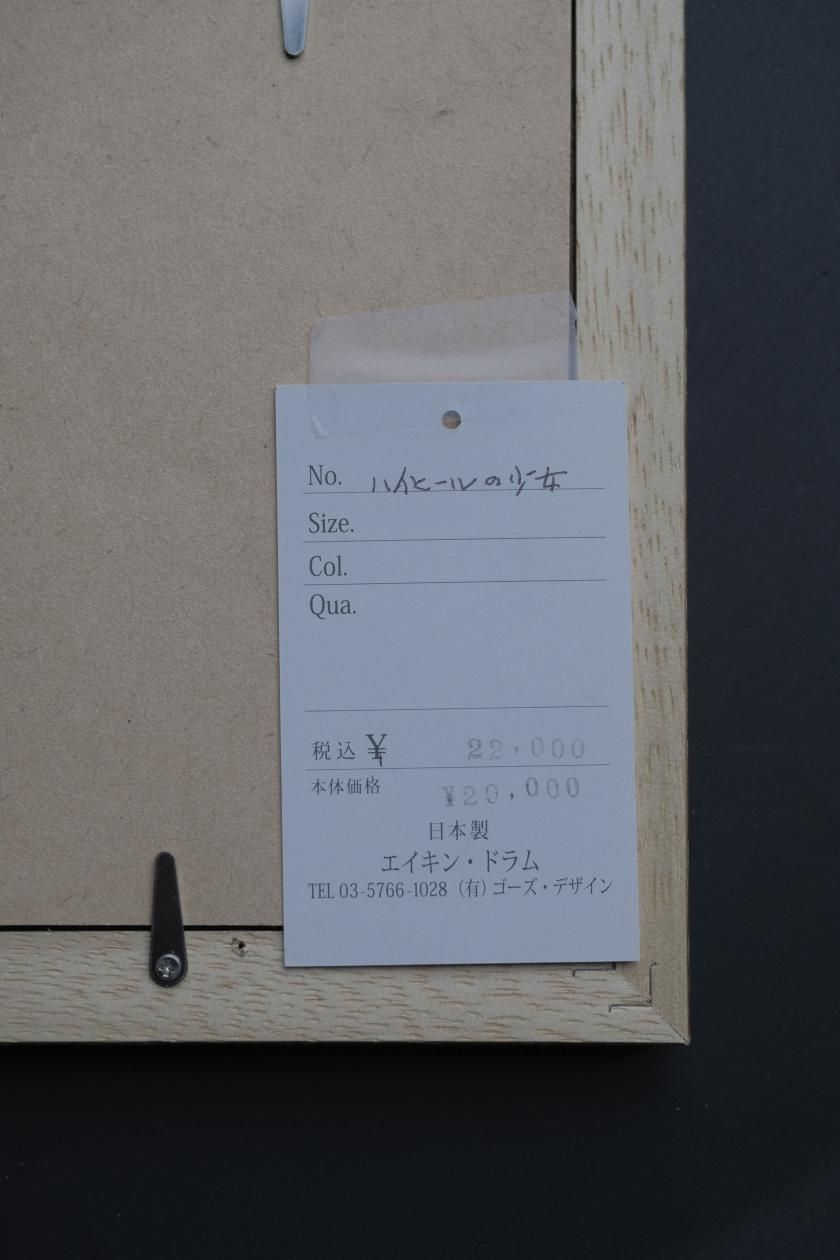 No. ハイヒールの少女
Size.
Col.
Qua.
税込 ¥ 22,000
本体価格 ¥20,000
日本製
エイキン・ドラム
TEL 03-5766-1028 (有)ゴーズ・デザイン